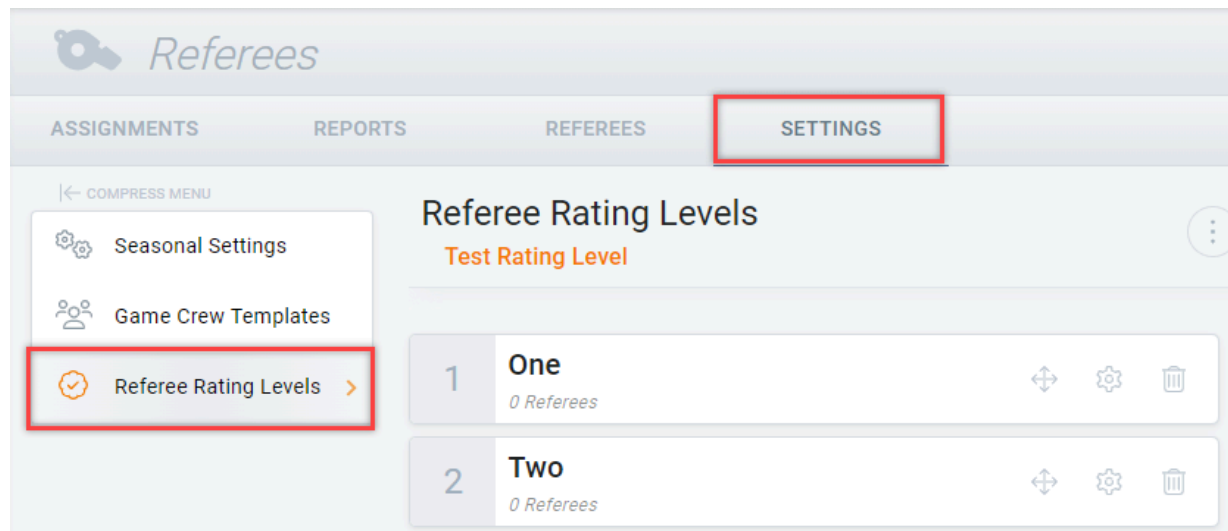 Referees
ASSIGNMENTS REPORTS REFEREES SETTINGS
COMPRESS MENU
Seasonal Settings
Game Crew Templates
Referee Rating Levels
Referee Rating Levels
Test Rating Level
1 One
0 Referees
2 Two
0 Referees